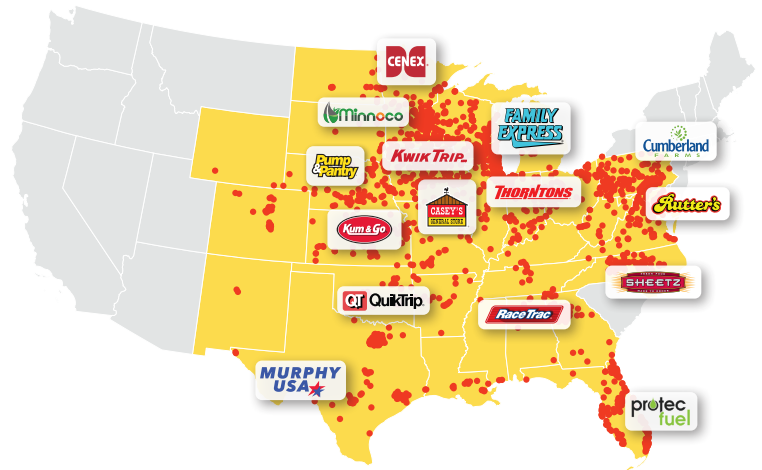 CENEX
Minnoco
FAMILY
EXPRESS
Cumberland
FARMS
KWIK TRIP
Pump
&Pantry
THORNTONS
CASEY'S
GENERAL STORE
Rutter's
Kum & Go
SHEETZ
QT QuikTrip
RaceTrac
MURPHY
USA
protec
fuel